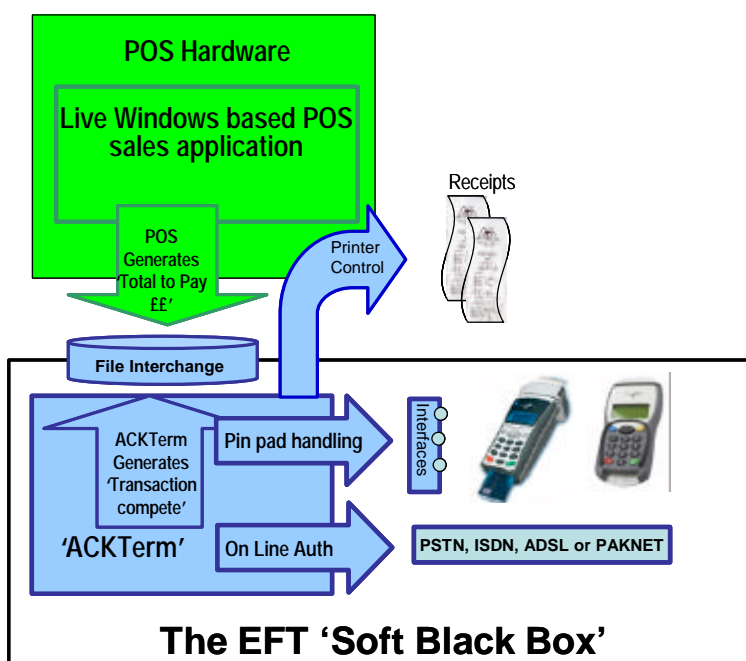 POS Hardware
Live Windows based POS
sales application
POS
Generates
‘Total to Pay
££’
Receipts
Printer
Control
File Interchange
ACKTerm
Generates
‘Transaction
compete’
Pin pad handling
Interfaces
‘ACKTerm’
On Line Auth
PSTN, ISDN, ADSL or PAKNET
The EFT ‘Soft Black Box’